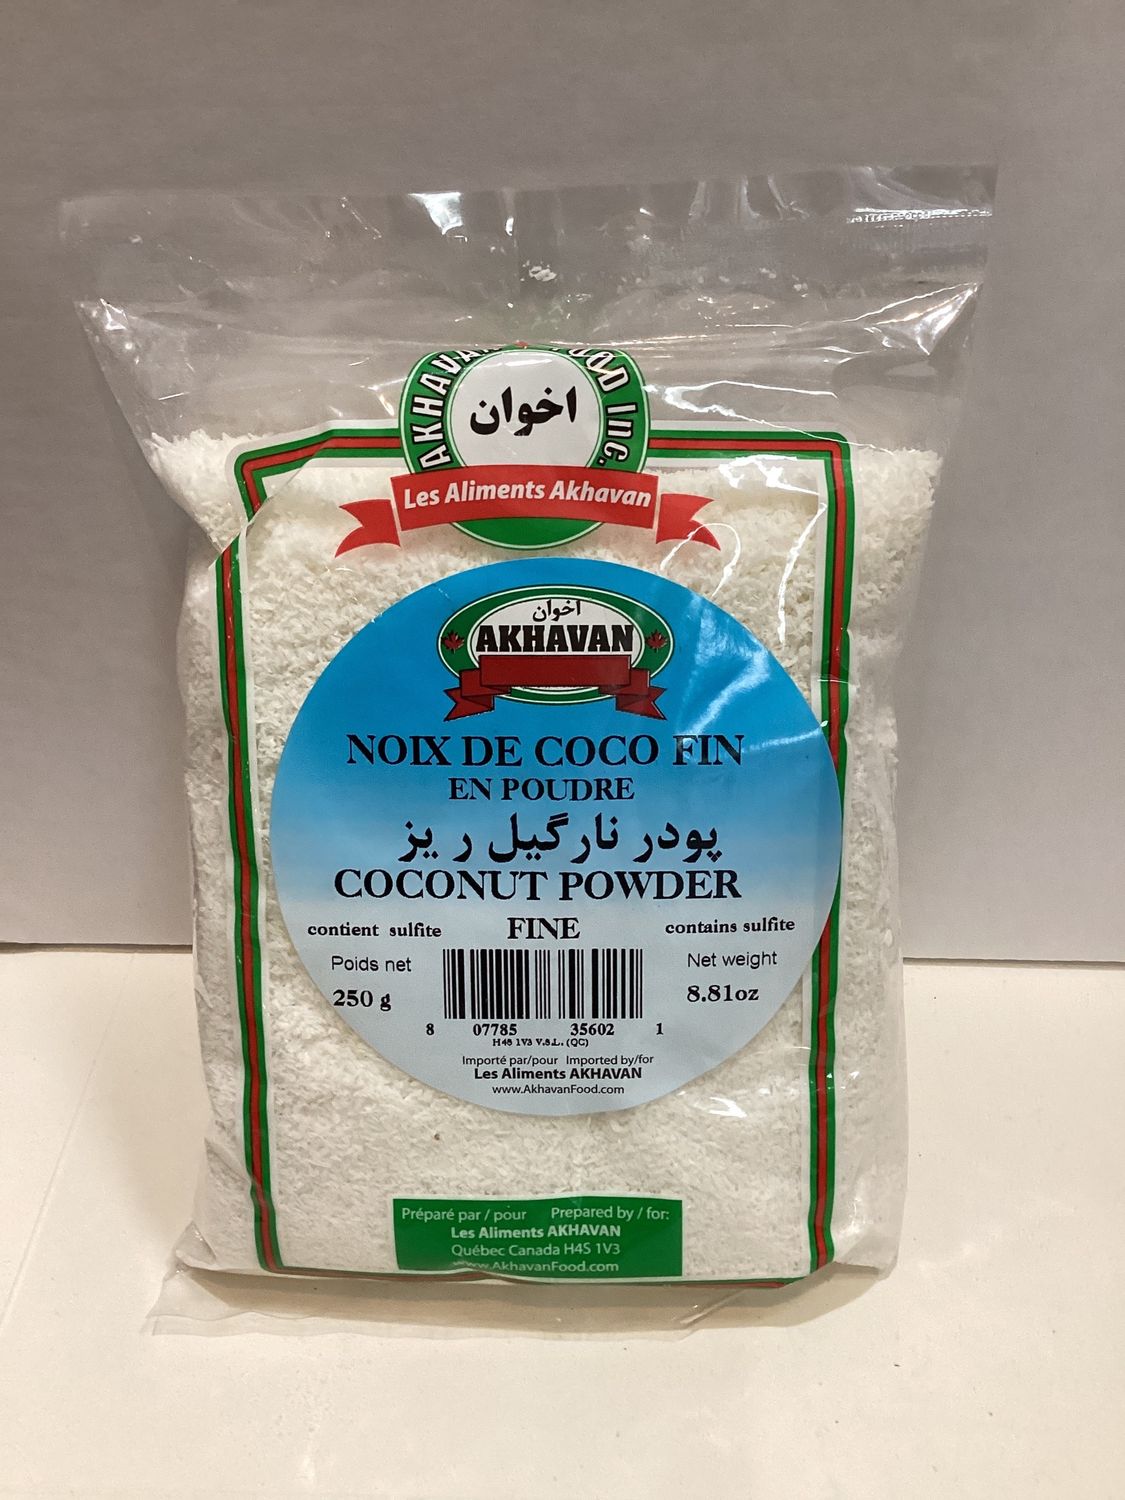 AKHAVAN FOOD INC.
اخوان
Les Aliments Akhavan
اخوان
AKHAVAN
NOIX DE COCO FIN
EN POUDRE
پودر نارگیل ریز
COCONUT POWDER
FINE
contient sulfite
contains sulfite
Poids net
250 g
Net weight
8.81oz
8 07785 35602 1
H4S 1V3 V.S.L. (QC)
Importé par/pour Imported by/for
Les Aliments AKHAVAN
www.AkhavanFood.com
Préparé par / pour Prepared by / for:
Les Aliments AKHAVAN
Québec Canada H4S 1V3
www.AkhavanFood.com